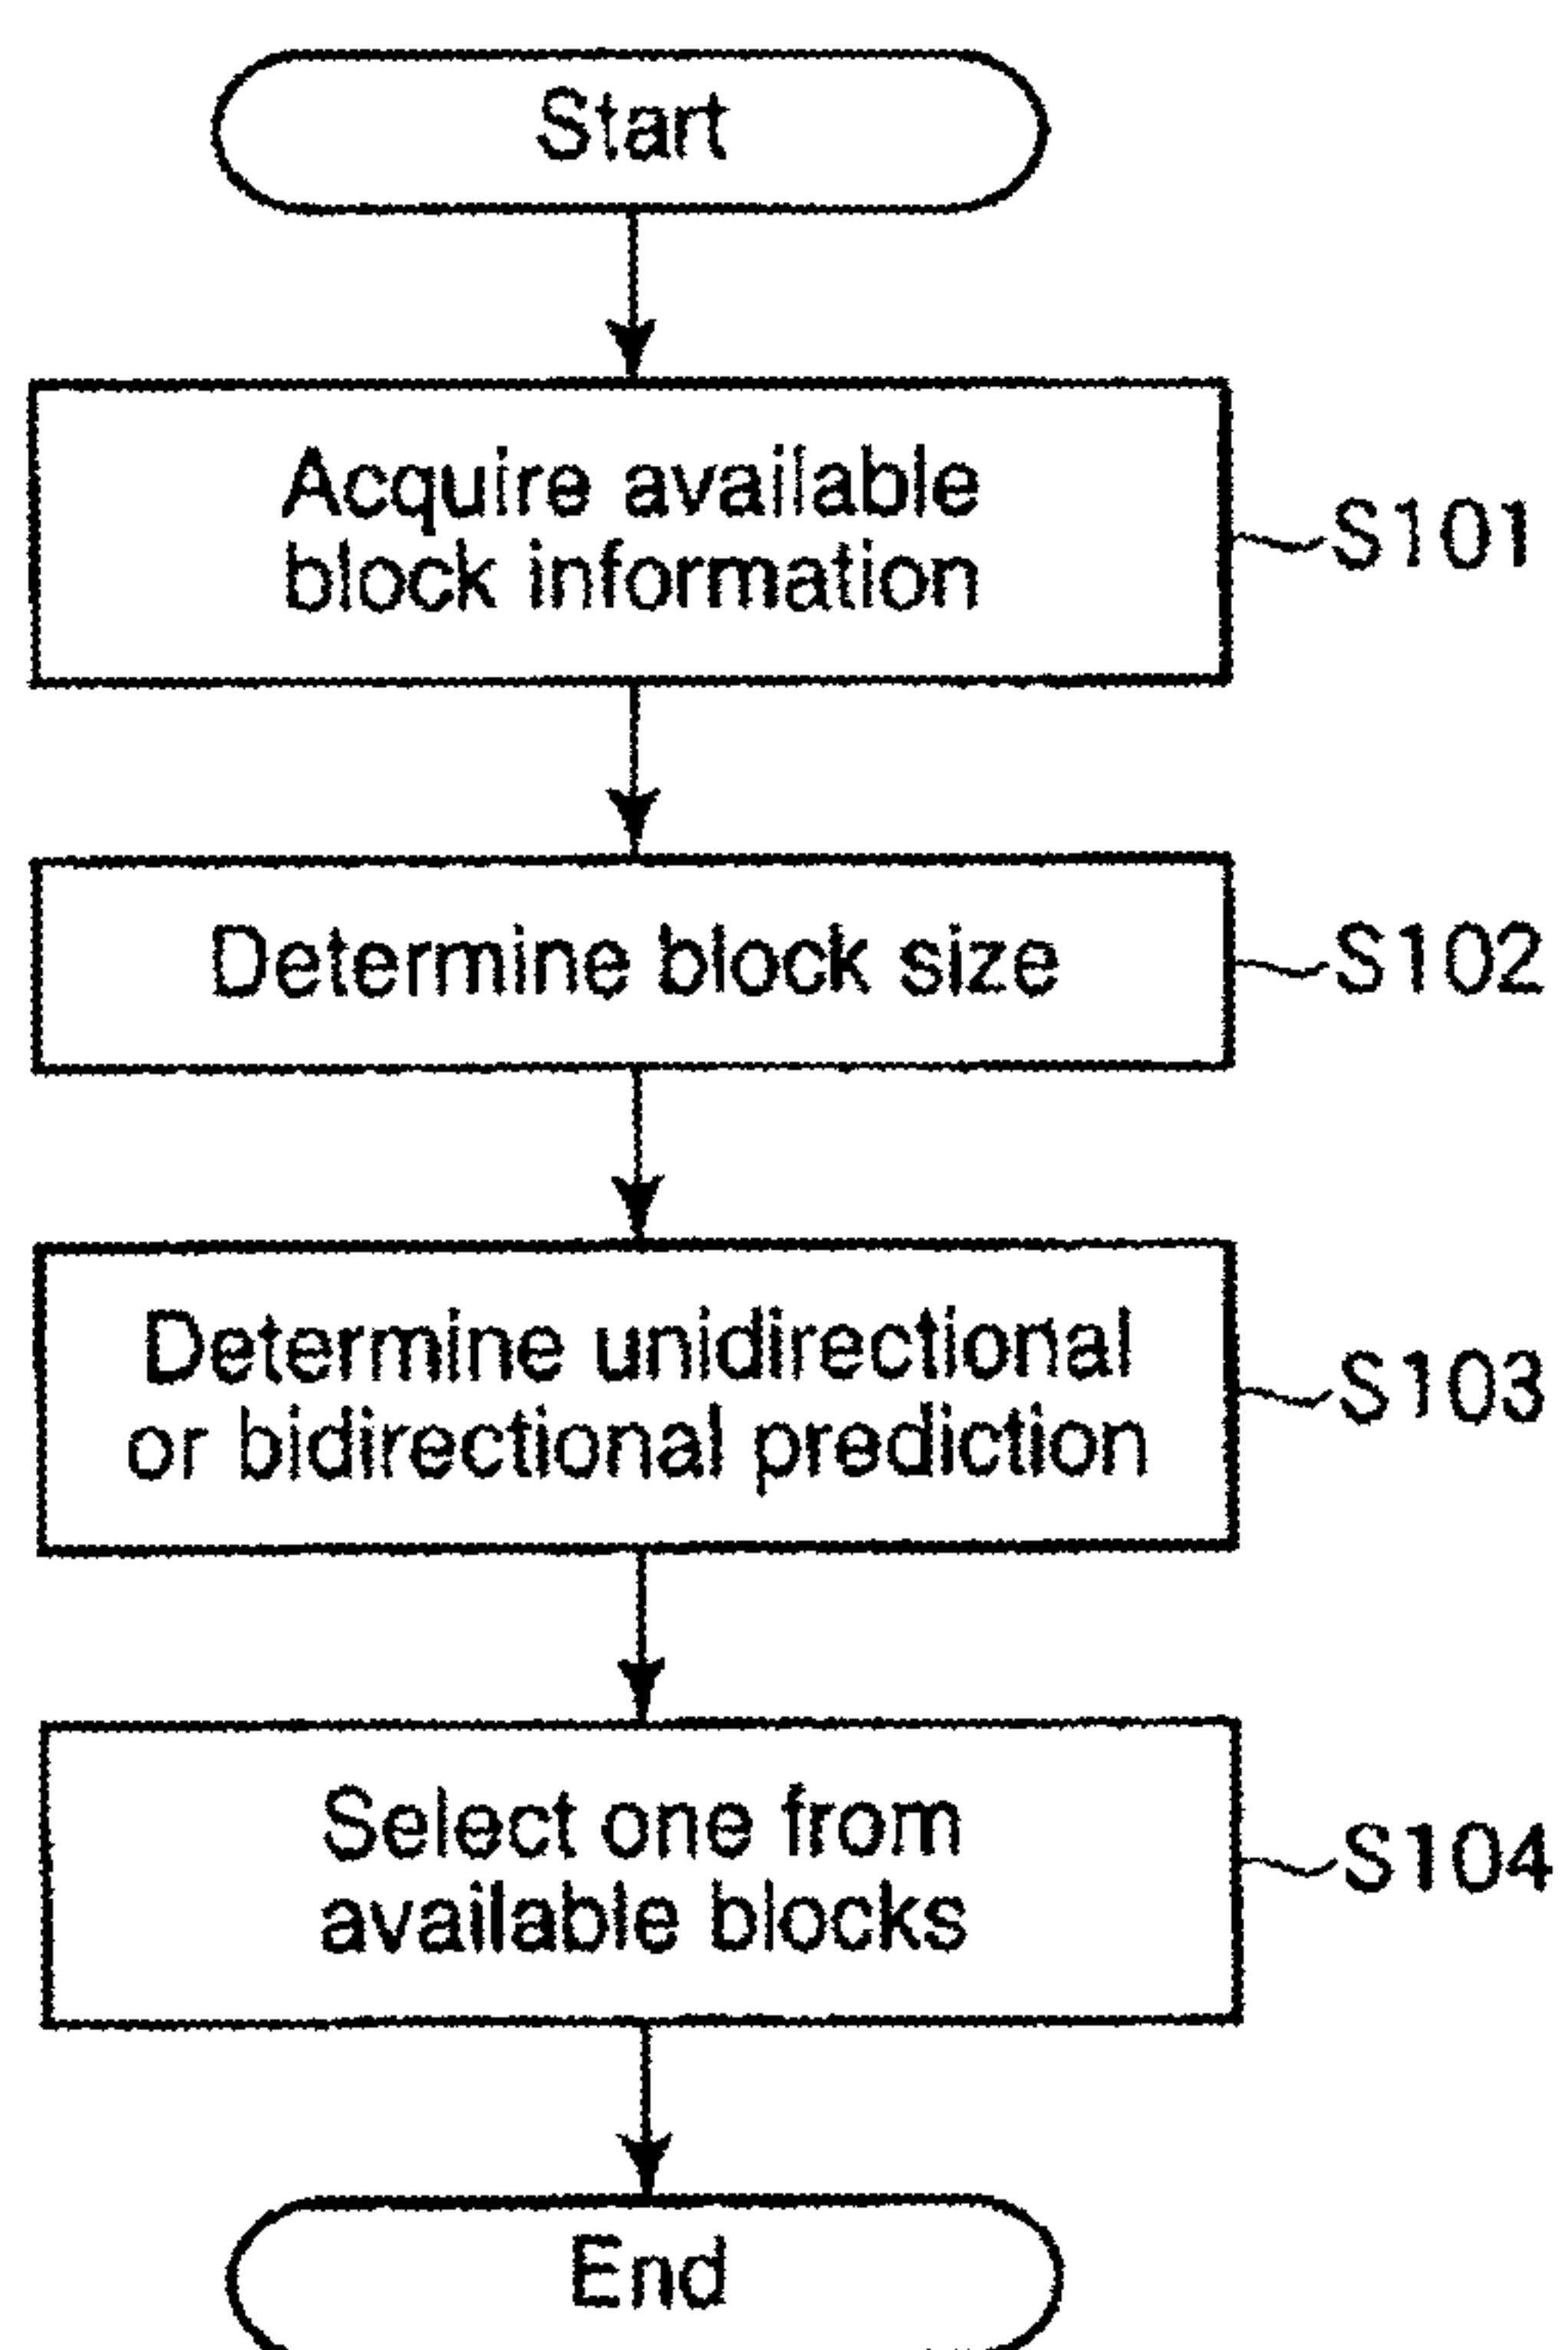 Start
Acquire available
block information
S101
Determine block size
S102
Determine unidirectional
or bidirectional prediction
S103
Select one from
available blocks
S104
End